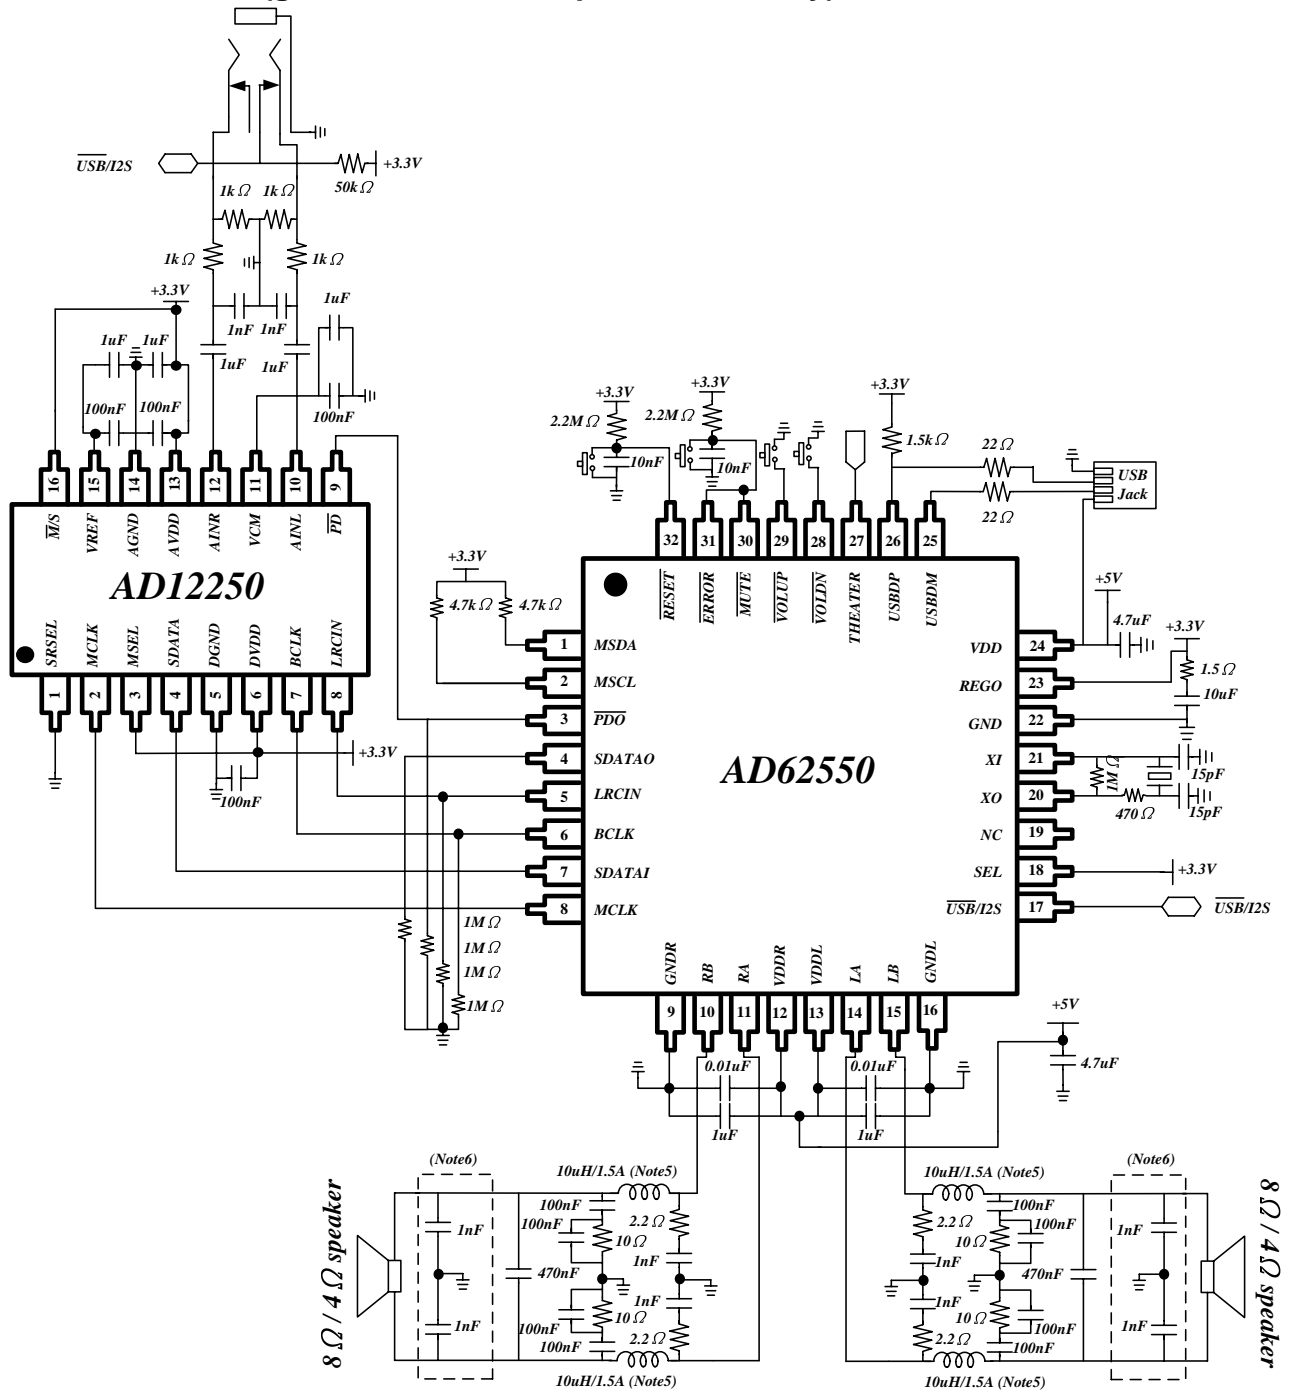 USB/I2S
+3.3V
50kΩ
1kΩ 1kΩ
1kΩ 1kΩ
+3.3V
1uF
1nF 1nF
1uF 1uF
1uF 1uF
100nF 100nF
100nF
16 15 14 13 12 11 10 9
M/S VREF AGND AVDD AINR VCM AINL PD
AD12250
SRSEL MCLK MSEL SDATA DGND DVDD BCLK LRCIN
1 2 3 4 5 6 7 8
+3.3V
100nF
+3.3V
4.7kΩ 4.7kΩ
+3.3V +3.3V +3.3V
2.2MΩ 2.2MΩ
1.5kΩ 22Ω
10nF 10nF
USB
Jack
22Ω
32 31 30 29 28 27 26 25
RESET ERROR MUTE VOLUP VOLDN THEATER USBDP USBDM
1 MSDA
2 MSCL
3 PDO
4 SDATAO
5 LRCIN
6 BCLK
7 SDATAI
8 MCLK
AD62550
VDD 24
REGO 23
GND 22
XI 21
XO 20
NC 19
SEL 18
USB/I2S 17
+5V
4.7uF
+3.3V
1.5Ω
10uF
1MΩ
15pF
470Ω
15pF
+3.3V
USB/I2S
1MΩ
1MΩ
1MΩ
1MΩ
GNDR RB RA VDDR VDDL LA LB GNDL
9 10 11 12 13 14 15 16
+5V
4.7uF
0.01uF 0.01uF
1uF 1uF
(Note6)
10uH/1.5A (Note5)
100nF
100nF
2.2Ω
1nF
10Ω
1nF
470nF
1nF
10Ω
1nF
100nF
2.2Ω
100nF
10uH/1.5A (Note5)
8Ω/4Ω speaker
10uH/1.5A (Note5)
(Note6)
100nF
2.2Ω
100nF
1nF
10Ω
1nF
470nF
1nF
10Ω
100nF
1nF
2.2Ω
100nF
10uH/1.5A (Note5)
8Ω/4Ω speaker